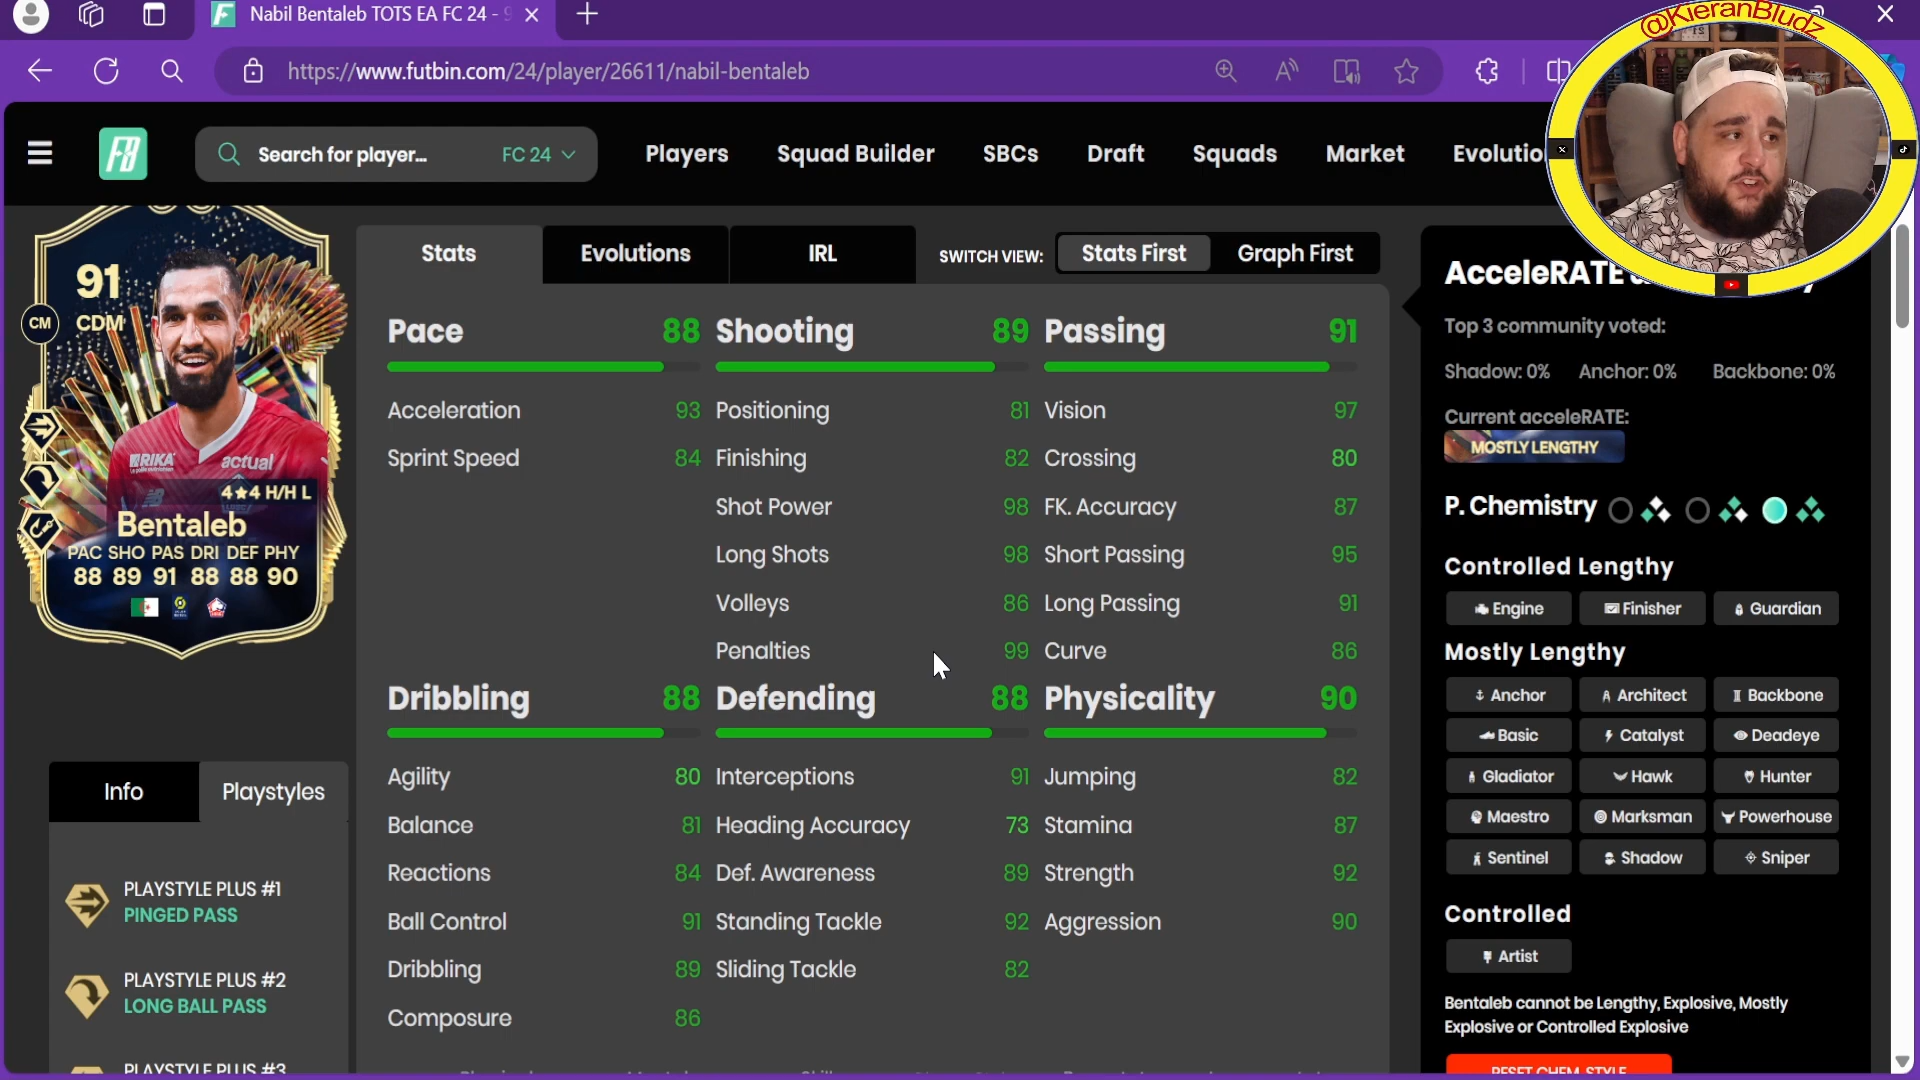 Nabil Bentaleb TOTS EA FC 24 - 9
@KieranBludz
https://www.futbin.com/24/player/26611/nabil-bentaleb
Search for player... FC 24
Players Squad Builder SBCs Draft Squads Market Evolutio
91
CDM
CM
RIKA actual
4★4 H/H L
Bentaleb
PAC SHO PAS DRI DEF PHY
88 89 91 88 88 90
Info Playstyles
PLAYSTYLE PLUS #1
PINGED PASS
PLAYSTYLE PLUS #2
LONG BALL PASS
PLAYSTYLE PLUS #3
Stats Evolutions IRL SWITCH VIEW: Stats First Graph First
Pace 88 Shooting 89 Passing 91
Acceleration 93 Positioning 81 Vision 97
Sprint Speed 84 Finishing 82 Crossing 80
Shot Power 98 FK. Accuracy 87
Long Shots 98 Short Passing 95
Volleys 86 Long Passing 91
Penalties 99 Curve 86
Dribbling 88 Defending 88 Physicality 90
Agility 80 Interceptions 91 Jumping 82
Balance 81 Heading Accuracy 73 Stamina 87
Reactions 84 Def. Awareness 89 Strength 92
Ball Control 91 Standing Tackle 92 Aggression 90
Dribbling 89 Sliding Tackle 82
Composure 86
AcceleRATE
Top 3 community voted:
Shadow: 0% Anchor: 0% Backbone: 0%
Current acceleRATE:
MOSTLY LENGTHY
P. Chemistry
Controlled Lengthy
Engine Finisher Guardian
Mostly Lengthy
Anchor Architect Backbone
Basic Catalyst Deadeye
Gladiator Hawk Hunter
Maestro Marksman Powerhouse
Sentinel Shadow Sniper
Controlled
Artist
Bentaleb cannot be Lengthy, Explosive, Mostly
Explosive or Controlled Explosive
RESET CHEM. STYLE